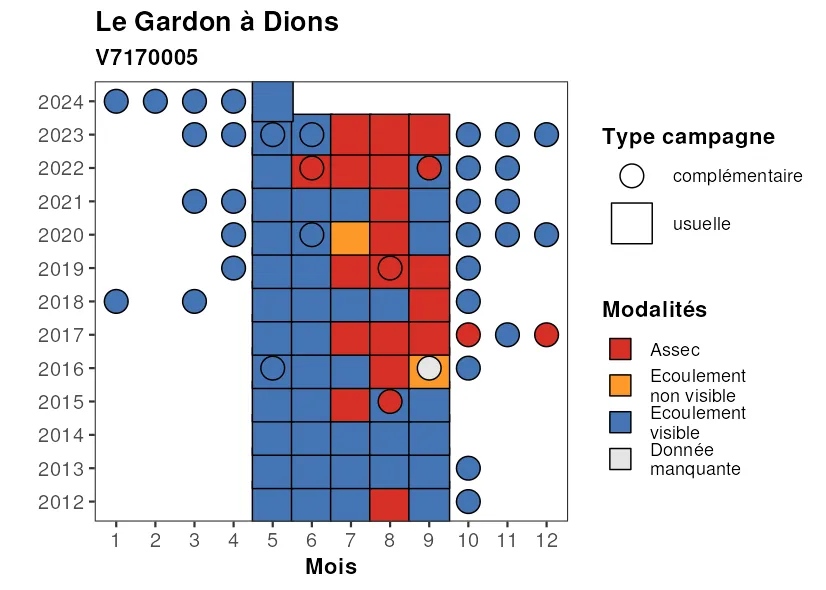 Le Gardon à Dions
V7170005
2024
2023
2022
2021
2020
2019
2018
2017
2016
2015
2014
2013
2012
1 2 3 4 5 6 7 8 9 10 11 12
Mois
Type campagne
complémentaire
usuelle
Modalités
Assec
Ecoulement
non visible
Ecoulement
visible
Donnée
manquante